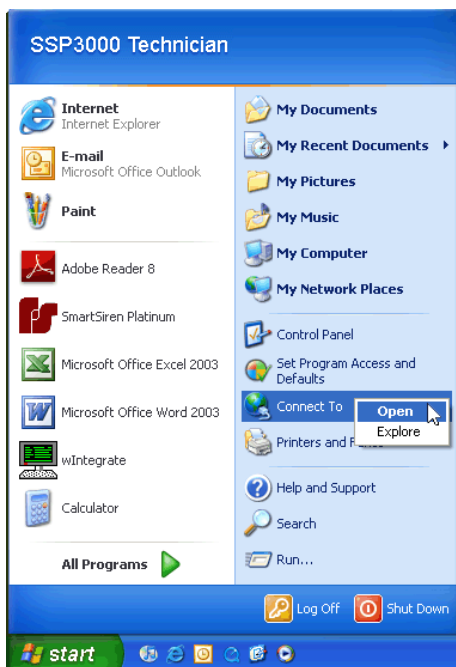 SSP3000 Technician
Internet
Internet Explorer
E-mail
Microsoft Office Outlook
Paint
Adobe Reader 8
SmartSiren Platinum
Microsoft Office Excel 2003
Microsoft Office Word 2003
wIntegrate
Calculator
All Programs
My Documents
My Recent Documents
My Pictures
My Music
My Computer
My Network Places
Control Panel
Set Program Access and
Defaults
Connect To
Open
Explore
Printers and
Help and Support
Search
Run...
Log Off
Shut Down
start